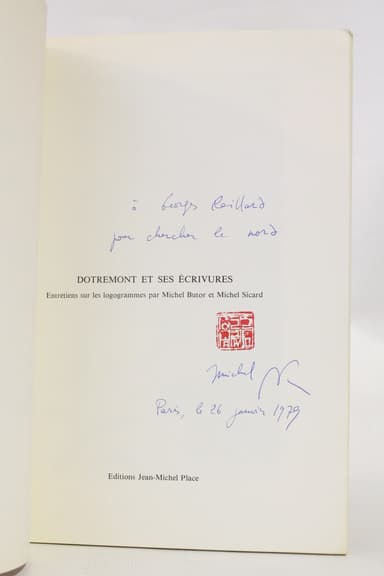 à Georges Raillard
pour chercher le nord
DOTREMONT ET SES ÉCRIVURES
Entretiens sur les logogrammes par Michel Butor et Michel Sicard
Michel
Paris, le 26 janvier 1979
Editions Jean-Michel Place